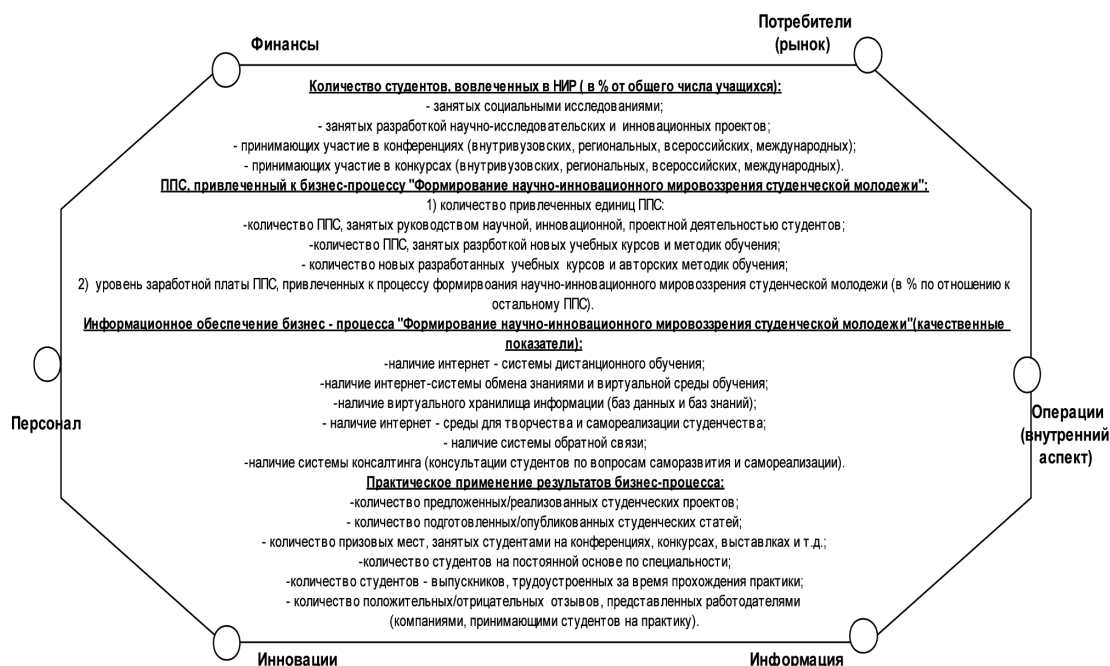 Потребители
(рынок)
Финансы
Количество студентов, вовлеченных в НИР ( в % от общего числа учащихся):
- занятых социальными исследованиями;
- занятых разработкой научно-исследовательских и инновационных проектов;
- принимающих участие в конференциях (внутривузовских, региональных, всероссийских, международных);
- принимающих участие в конкурсах (внутривузовских, региональных, всероссийских, международных).
ППС, привлеченный к бизнес-процессу "Формирование научно-инновационного мировоззрения студенческой молодежи":
1) количество привлеченных единиц ППС:
-количество ППС, занятых руководством научной, инновационной, проектной деятельностью студентов;
-количество ППС, занятых разрботкой новых учебных курсов и методик обучения;
- количество новых разработанных учебных курсов и авторских методик обучения;
2) уровень заработной платы ППС, привлеченных к процессу формирвоания научно-инновационного мировоззрения студенческой молодежи (в % по отношению к
остальному ППС).
Информационное обеспечение бизнес - процесса "Формирование научно-инновационного мировоззрения студенческой молодежи"(качественные
показатели):
-наличие интернет - системы дистанционного обучения;
-наличие интернет-системы обмена знаниями и виртуальной среды обучения;
-наличие виртуального хранилища информации (баз данных и баз знаний);
- наличие интернет - среды для творчества и самореализации студенчества;
- наличие системы обратной связи;
-наличие системы консалтинга (консультации студентов по вопросам саморазвития и самореализации).
Персонал
Операции
(внутренний
аспект)
Практическое применение результатов бизнес-процесса:
-количество предложенных/реализованных студенческих проектов;
- количество подготовленных/опубликованных студенческих статей;
- количество призовых мест, занятых студентами на конференциях, конкурсах, выставлках и т.д.;
-количество студентов на постоянной основе по специальности;
-количество студентов - выпускников, трудоустроенных за время прохождения практики;
- количество положительных/отрицательных отзывов, представленных работодателями
(компаниями, принимающими студентов на практику).
Инновации
Информация